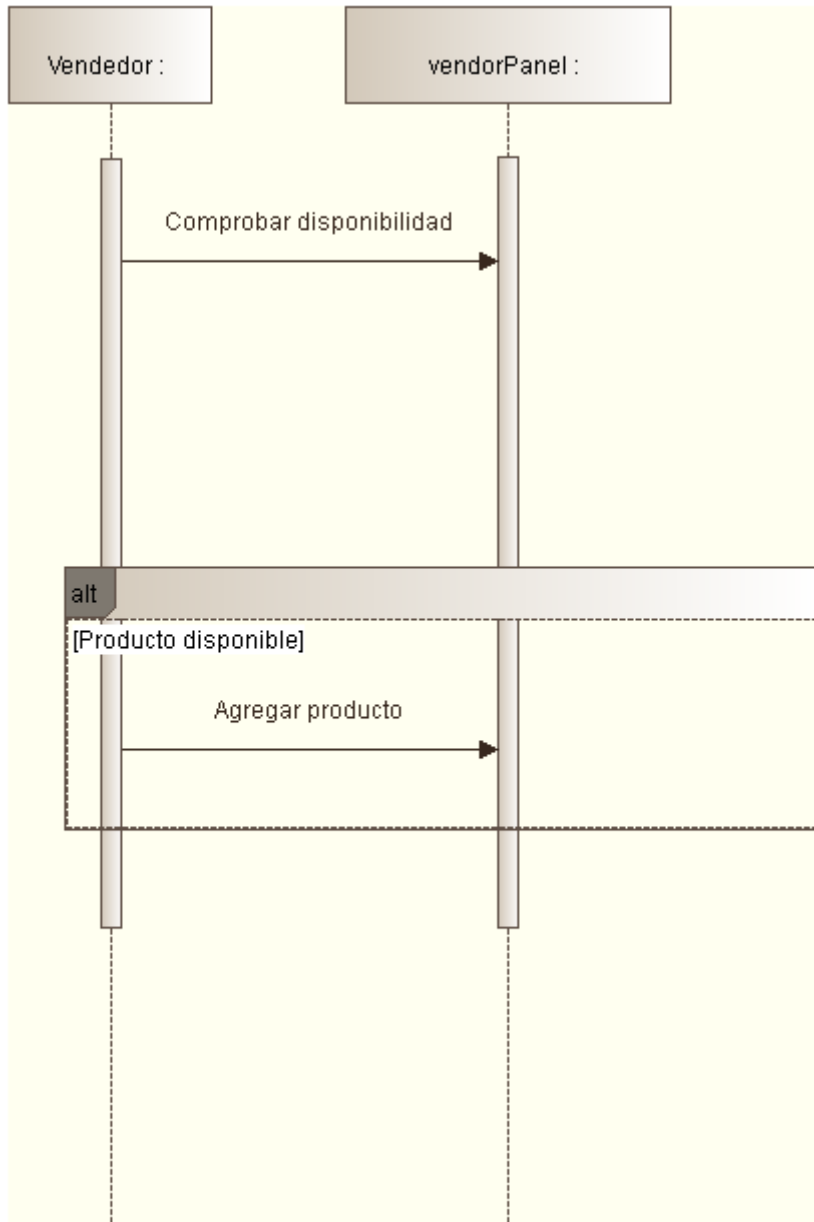 Vendedor :
vendorPanel :
Comprobar disponibilidad
alt
[Producto disponible]
Agregar producto